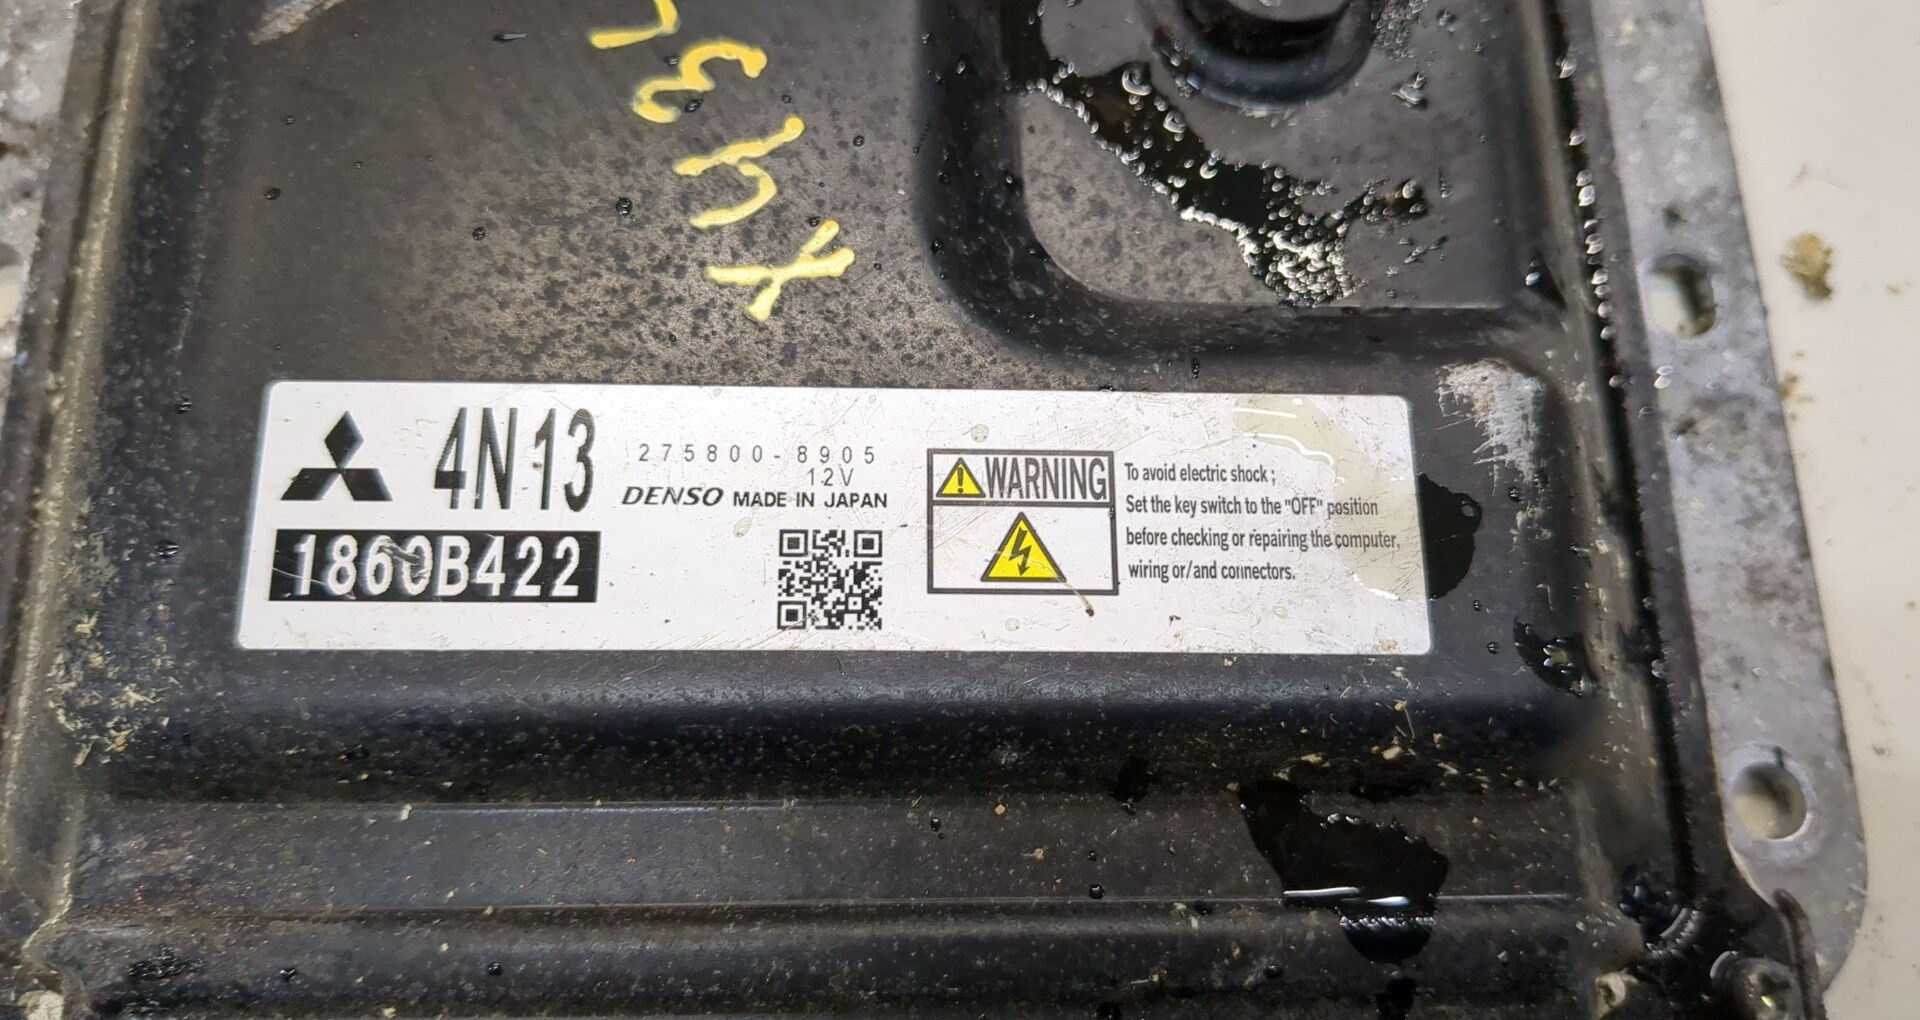 4N13
275800-8905
12V
DENSO MADE IN JAPAN
1860B422
WARNING
To avoid electric shock ;
Set the key switch to the "OFF" position
before checking or repairing the computer,
wiring or/and connectors.